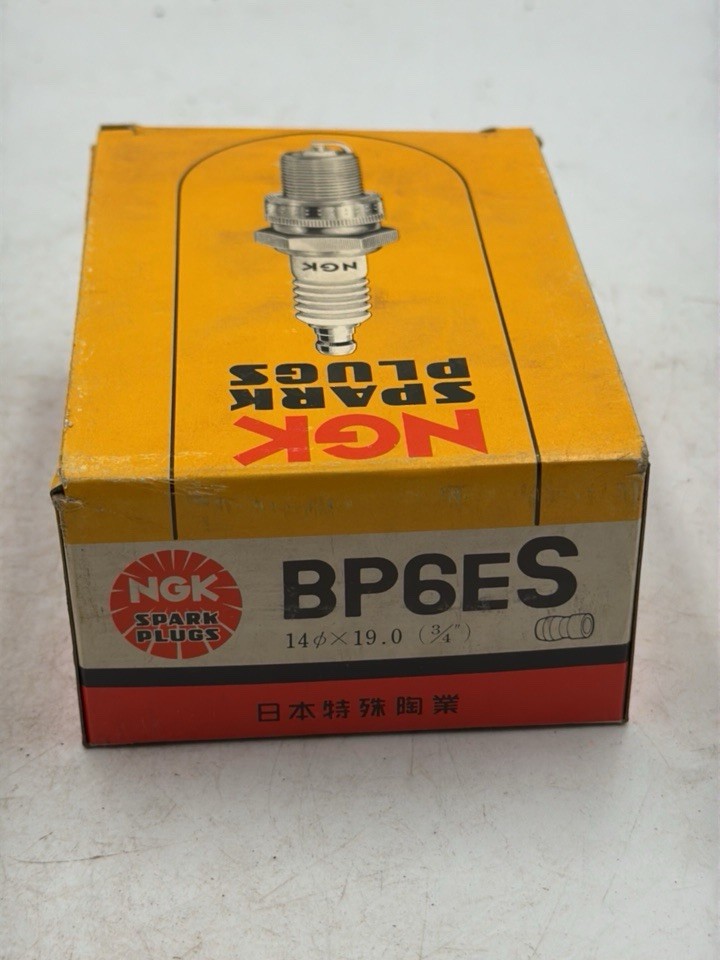 NGK
SPARK
PLUGS
NGK
NGK
SPARK
PLUGS
BP6ES
14φ×19.0 (3/4")
日本特殊陶業